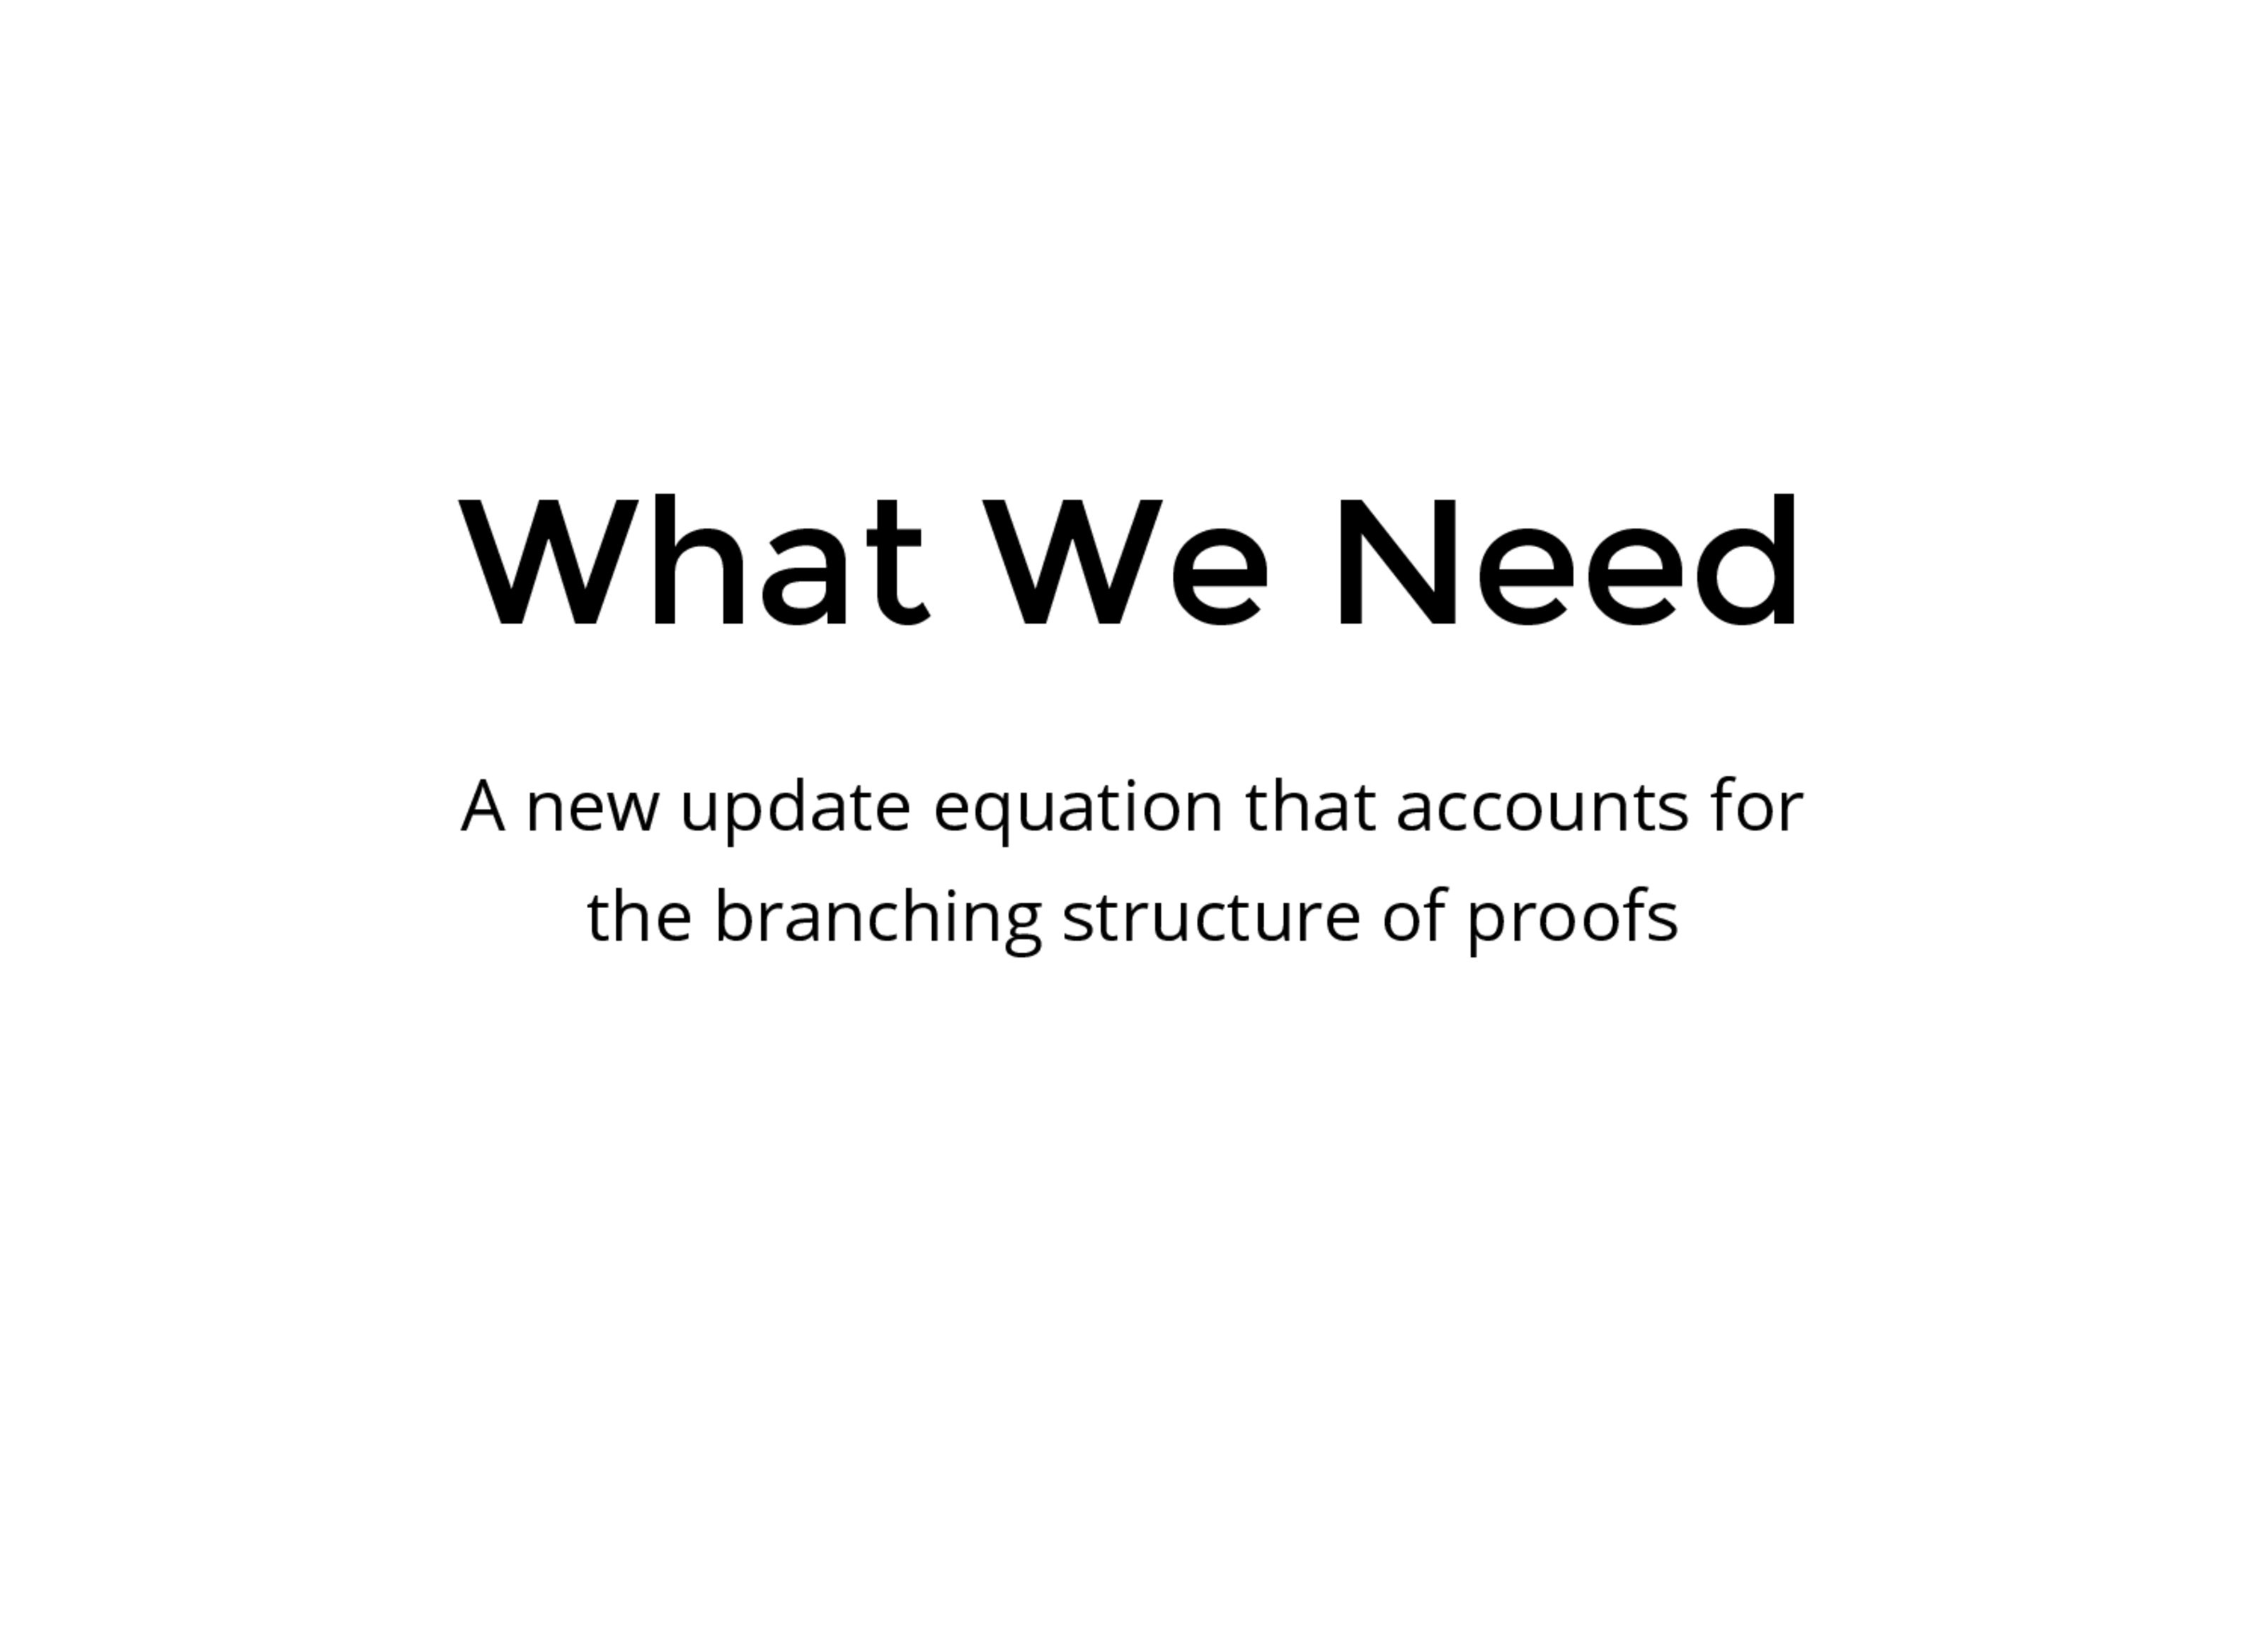 What We Need
A new update equation that accounts for
the branching structure of proofs